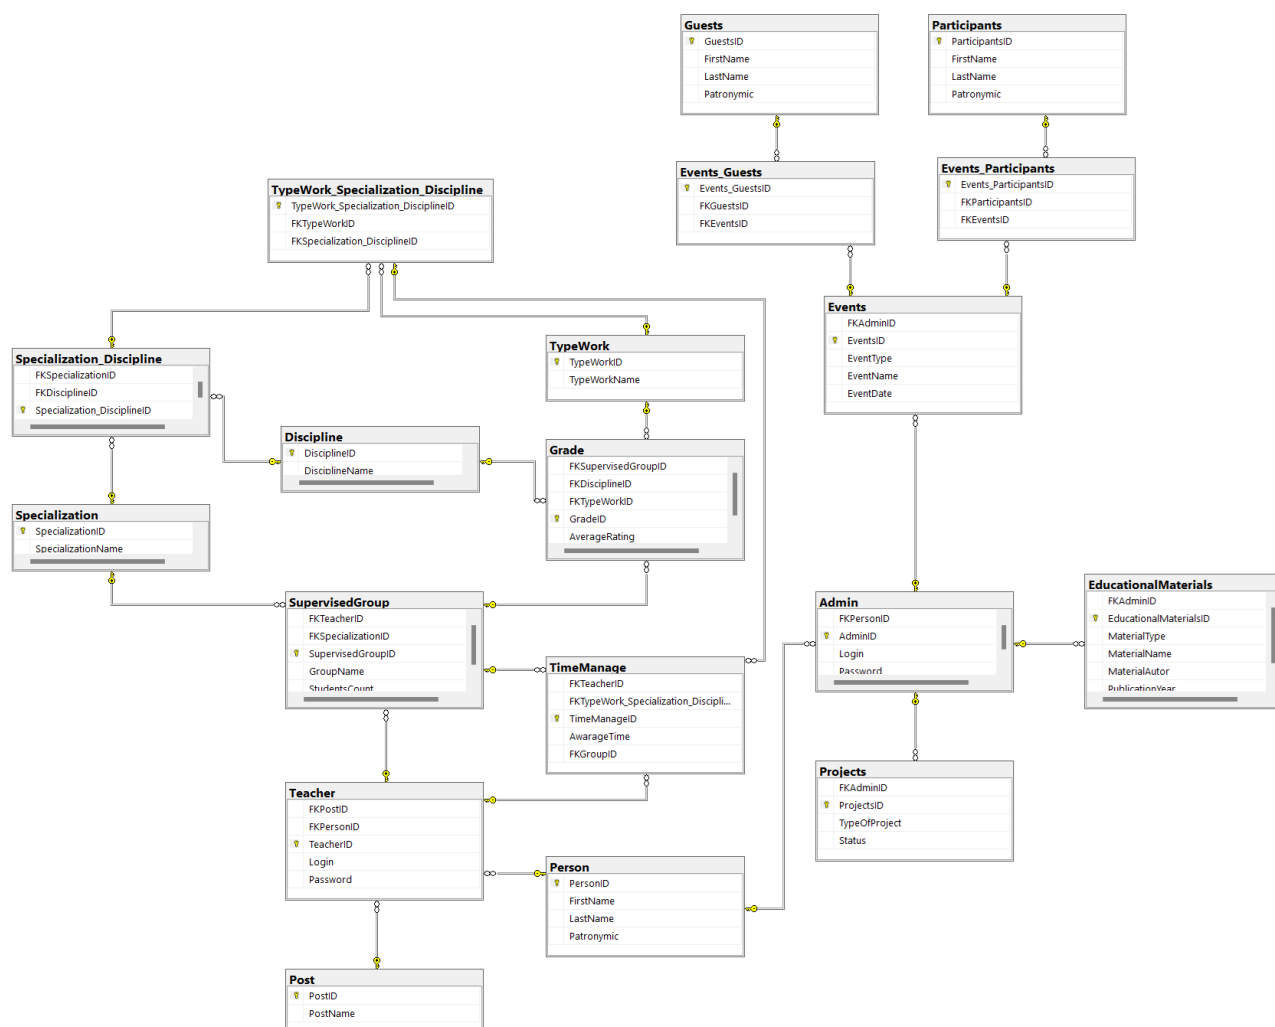 Guests
GuestsID
FirstName
LastName
Patronymic
Participants
ParticipantsID
FirstName
LastName
Patronymic
Events_Guests
Events_GuestsID
FKGuestsID
FKEventsID
Events_Participants
Events_ParticipantsID
FKParticipantsID
FKEventsID
TypeWork_Specialization_Discipline
TypeWork_Specialization_DisciplineID
FKTypeWorkID
FKSpecialization_DisciplineID
Events
FKAdminID
EventsID
EventType
EventName
EventDate
TypeWork
TypeWorkID
TypeWorkName
Specialization_Discipline
FKSpecializationID
FKDisciplineID
Specialization_DisciplineID
Discipline
DisciplineID
DisciplineName
Grade
FKSupervisedGroupID
FKDisciplineID
FKTypeWorkID
GradeID
AverageRating
Specialization
SpecializationID
SpecializationName
SupervisedGroup
FKTeacherID
FKSpecializationID
SupervisedGroupID
GroupName
StudentsCount
TimeManage
FKTeacherID
FKTypeWork_Specialization_Discipli...
TimeManageID
AwarageTime
FKGroupID
Admin
FKPersonID
AdminID
Login
Password
EducationalMaterials
FKAdminID
EducationalMaterialsID
MaterialType
MaterialName
MaterialAutor
PublicationYear
Projects
FKAdminID
ProjectsID
TypeOfProject
Status
Teacher
FKPostID
FKPersonID
TeacherID
Login
Password
Person
PersonID
FirstName
LastName
Patronymic
Post
PostID
PostName